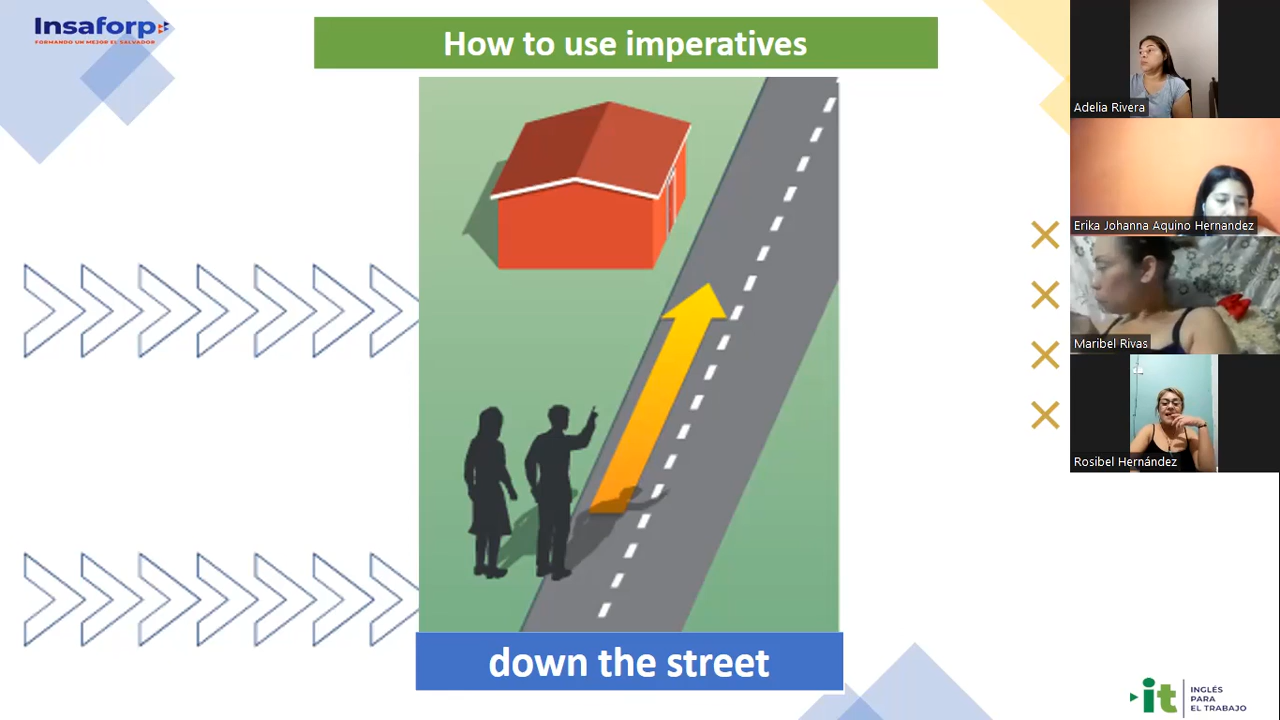 Insaforp
FORMANDO UN MEJOR EL SALVADOR
How to use imperatives
down the street
Adelia Rivera
Erika Johanna Aquino Hernandez
Maribel Rivas
Rosibel Hernández
it
INGLÉS
PARA
EL TRABAJO